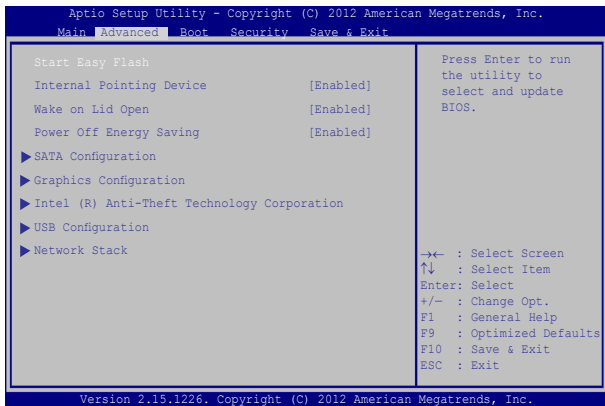 Aptio Setup Utility - Copyright (C) 2012 American Megatrends, Inc.
Main Advanced Boot Security Save & Exit
Start Easy Flash
Internal Pointing Device [Enabled]
Wake on Lid Open [Enabled]
Power Off Energy Saving [Enabled]
SATA Configuration
Graphics Configuration
Intel (R) Anti-Theft Technology Corporation
USB Configuration
Network Stack
Press Enter to run
the utility to
select and update
BIOS.
→← : Select Screen
↑↓ : Select Item
Enter: Select
+/— : Change Opt.
F1 : General Help
F9 : Optimized Defaults
F10 : Save & Exit
ESC : Exit
Version 2.15.1226. Copyright (C) 2012 American Megatrends, Inc.